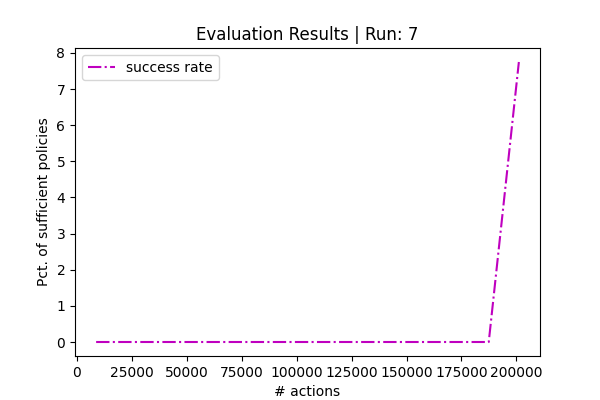 Evaluation Results | Run: 7
success rate
Pct. of sufficient policies
8
7
6
5
4
3
2
1
0
0 25000 50000 75000 100000 125000 150000 175000 200000
# actions